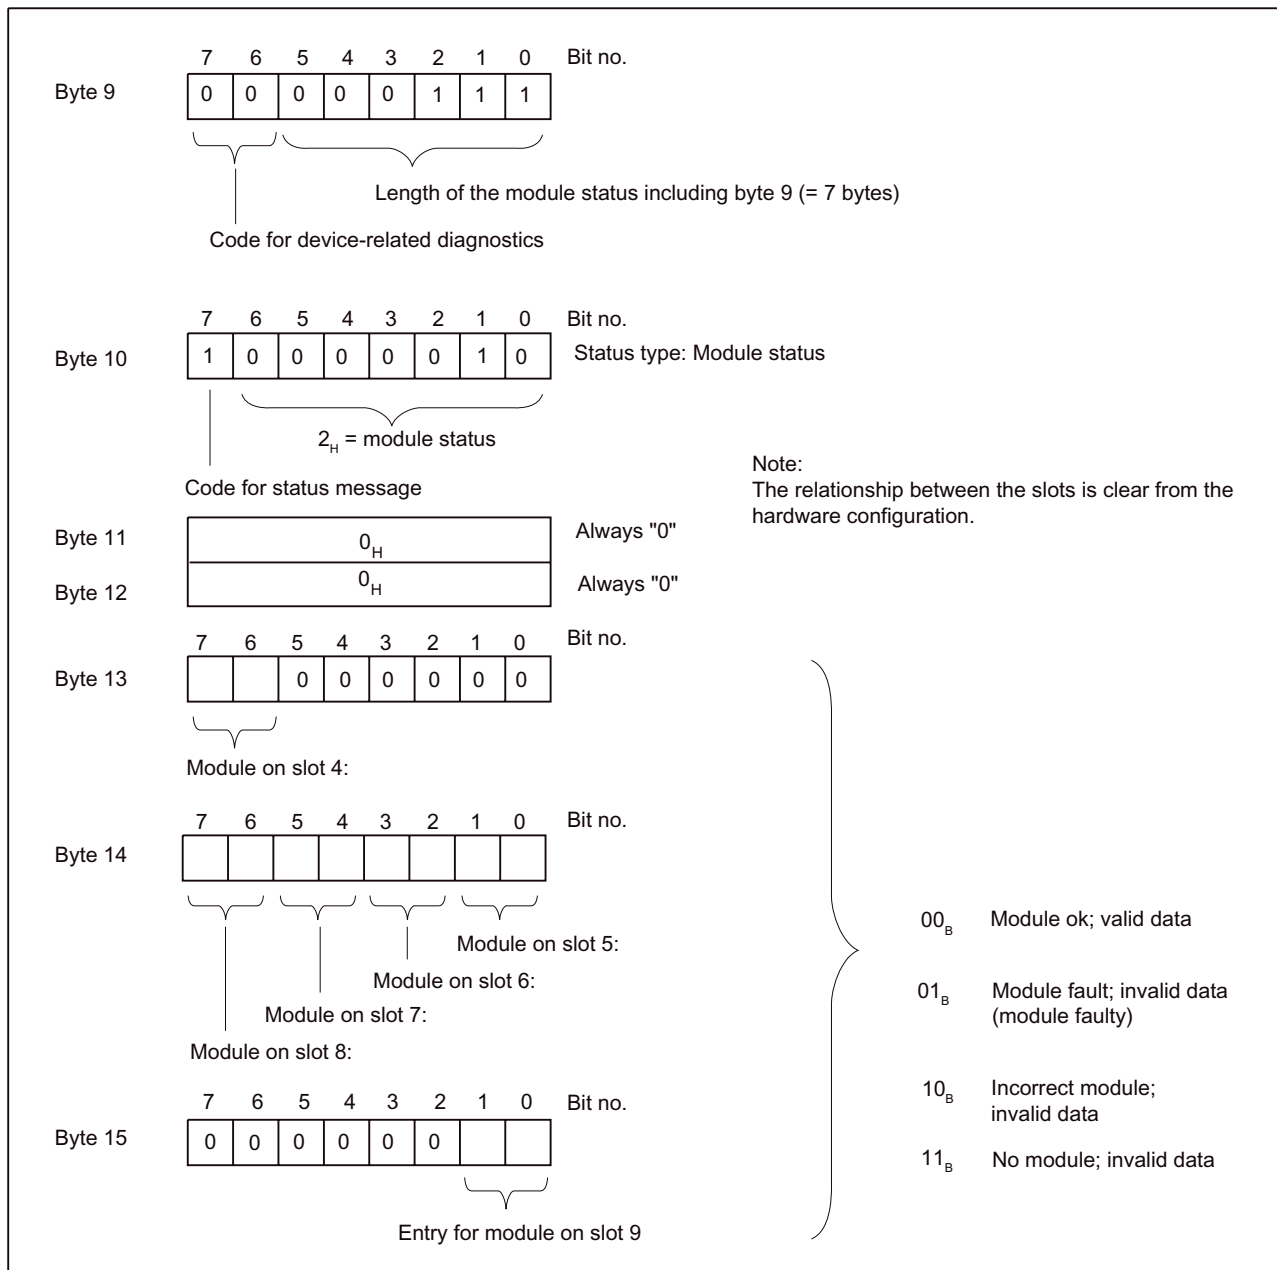 7 6 5 4 3 2 1 0 Bit no.
Byte 9 0 0 0 0 0 1 1 1
Length of the module status including byte 9 (= 7 bytes)
Code for device-related diagnostics
7 6 5 4 3 2 1 0 Bit no.
Byte 10 1 0 0 0 0 0 1 0 Status type: Module status
2H = module status
Code for status message
Note:
The relationship between the slots is clear from the
hardware configuration.
Byte 11 0H Always "0"
Byte 12 0H Always "0"
7 6 5 4 3 2 1 0 Bit no.
Byte 13 0 0 0 0 0 0
Module on slot 4:
7 6 5 4 3 2 1 0 Bit no.
Byte 14
Module on slot 5:
Module on slot 6:
Module on slot 7:
Module on slot 8:
7 6 5 4 3 2 1 0 Bit no.
Byte 15 0 0 0 0 0 0
Entry for module on slot 9
00B Module ok; valid data
01B Module fault; invalid data
(module faulty)
10B Incorrect module;
invalid data
11B No module; invalid data